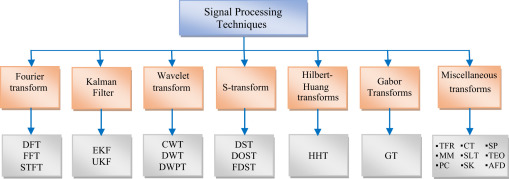 Signal Processing
Techniques
Fourier
transform
Kalman
Filter
Wavelet
transform
S-transform
Hilbert-
Huang
transforms
Gabor
Transforms
Miscellaneous
transforms
DFT
FFT
STFT
EKF
UKF
CWT
DWT
DWPT
DST
DOST
FDST
HHT
GT
•TFR •CT •SP
•MM •SLT •TEO
•PC •SK •AFD